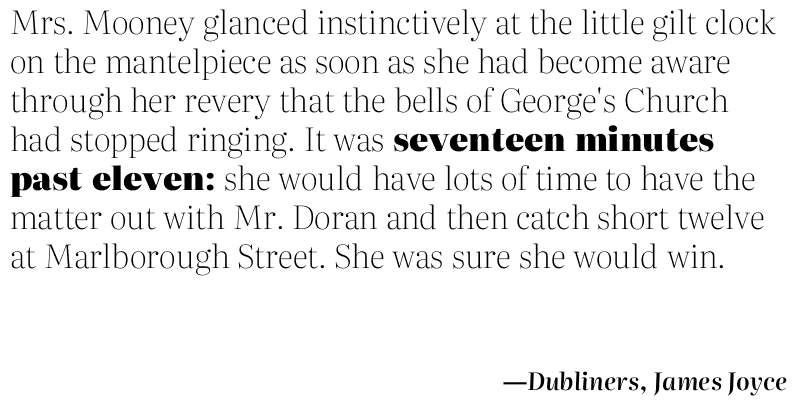 Mrs. Mooney glanced instinctively at the little gilt clock
on the mantelpiece as soon as she had become aware
through her revery that the bells of George's Church
had stopped ringing. It was seventeen minutes
past eleven: she would have lots of time to have the
matter out with Mr. Doran and then catch short twelve
at Marlborough Street. She was sure she would win.
—Dubliners, James Joyce